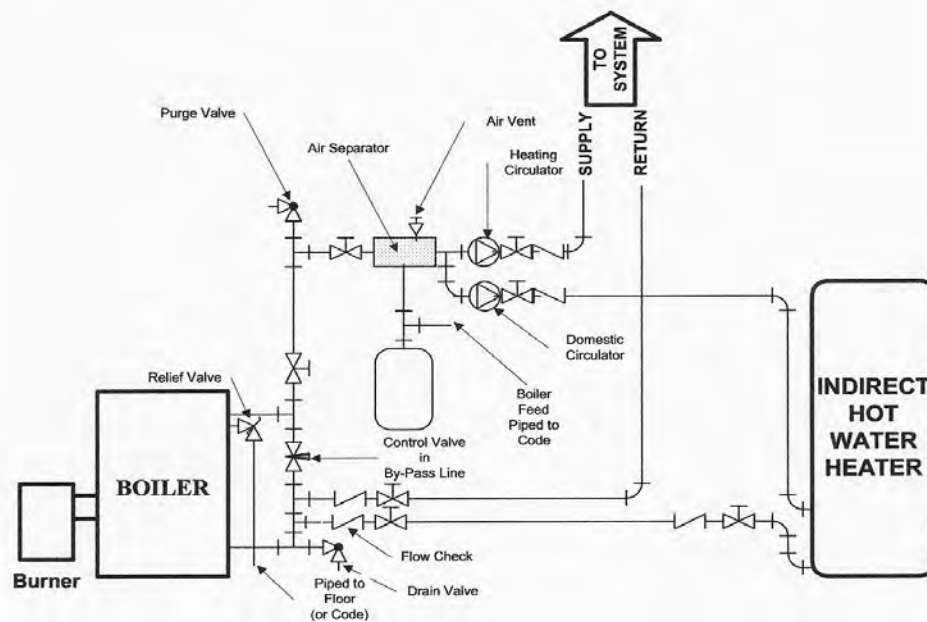 TO
SYSTEM
SUPPLY
RETURN
Purge Valve
Air Vent
Air Separator
Heating
Circulator
Domestic
Circulator
Relief Valve
Boiler
Feed
Piped to
Code
Control Valve
in
By-Pass Line
INDIRECT
HOT
WATER
HEATER
BOILER
Burner
Flow Check
Piped to
Floor
(or Code)
Drain Valve